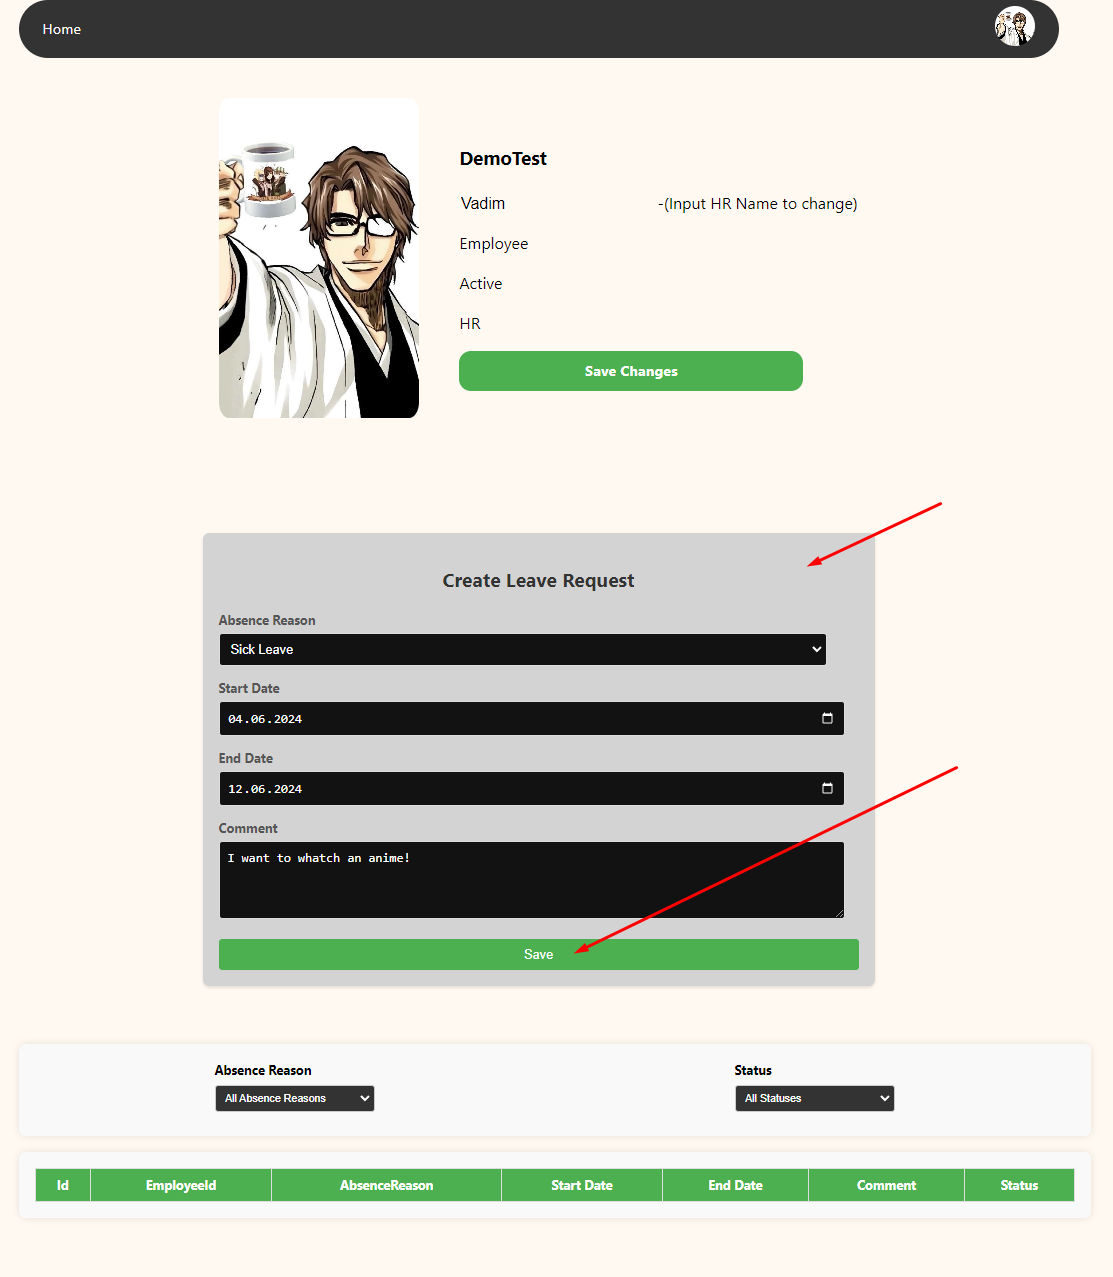 Home
DemoTest
Vadim -(Input HR Name to change)
Employee
Active
HR
Save Changes
Create Leave Request
Absence Reason
Sick Leave
Start Date
04.06.2024
End Date
12.06.2024
Comment
I want to whatch an anime!
Save
Absence Reason Status
All Absence Reasons All Statuses
Id EmployeeId AbsenceReason Start Date End Date Comment Status